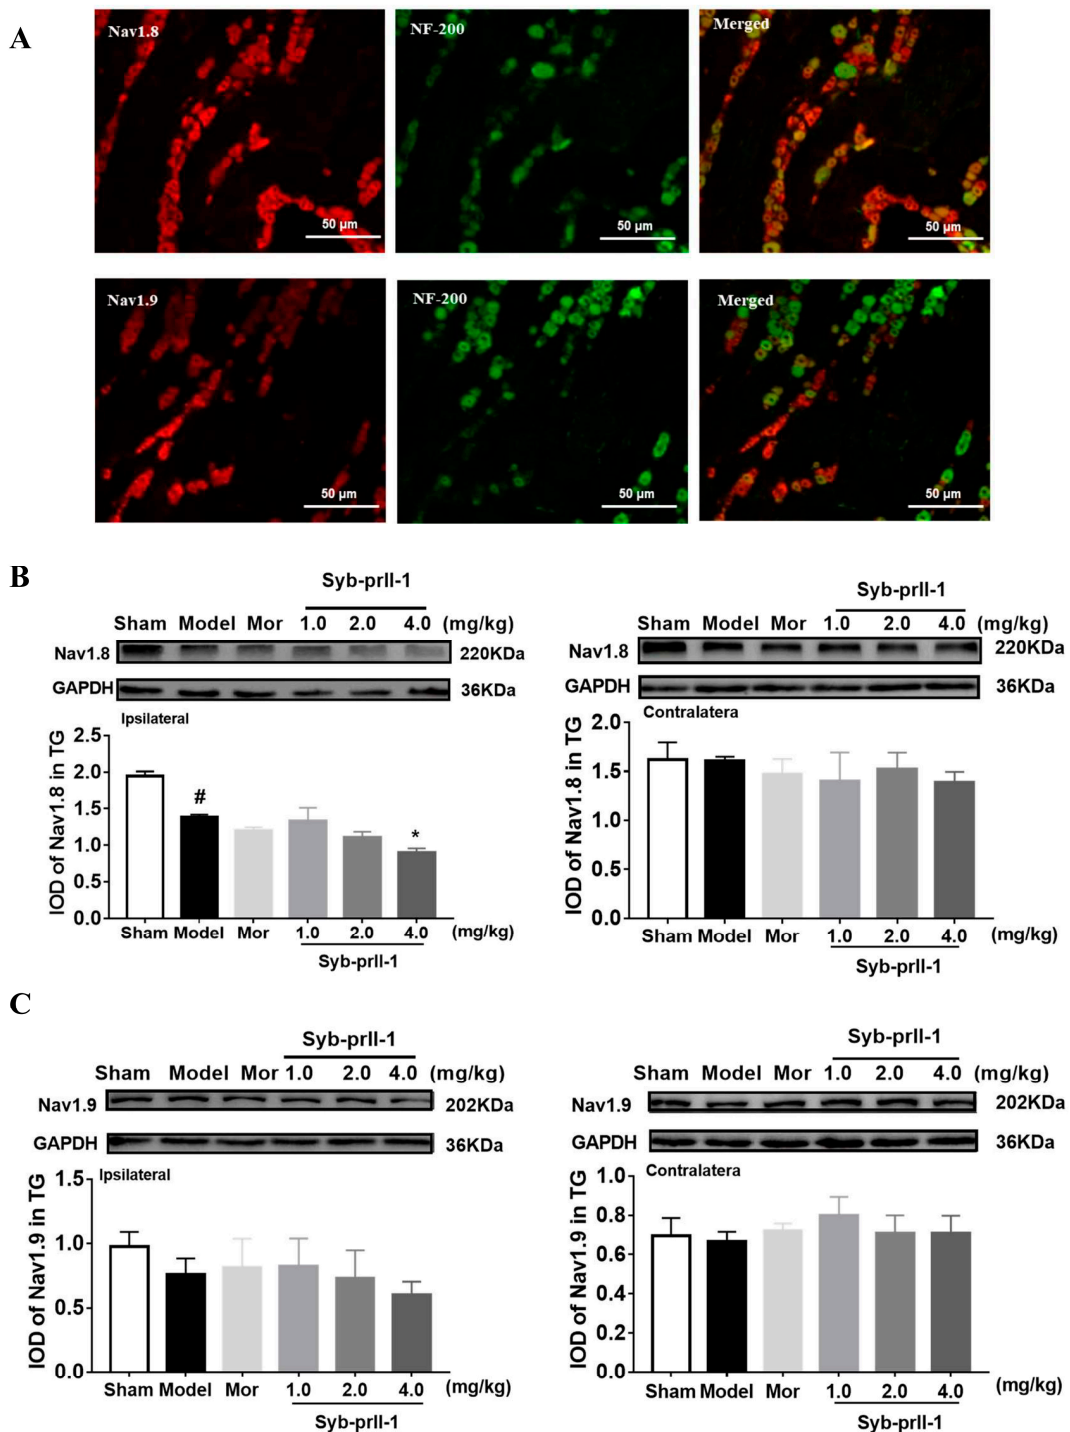 A
Nav1.8 NF-200 Merged
50 µm 50 µm 50 µm
Nav1.9 NF-200 Merged
50 µm 50 µm 50 µm
B
Syb-prII-1
Sham Model Mor 1.0 2.0 4.0 (mg/kg)
Nav1.8 220KDa
GAPDH 36KDa
Ipsilateral
IOD of Nav1.8 in TG
2.5
2.0
1.5
1.0
0.5
0.0
#
*
Sham Model Mor 1.0 2.0 4.0 (mg/kg)
Syb-prII-1
Syb-prII-1
Sham Model Mor 1.0 2.0 4.0 (mg/kg)
Nav1.8 220KDa
GAPDH 36KDa
Contralatera
IOD of Nav1.8 in TG
2.0
1.5
1.0
0.5
0.0
Sham Model Mor 1.0 2.0 4.0 (mg/kg)
Syb-prII-1
C
Syb-prII-1
Sham Model Mor 1.0 2.0 4.0 (mg/kg)
Nav1.9 202KDa
GAPDH 36KDa
Ipsilateral
IOD of Nav1.9 in TG
1.5
1.0
0.5
0.0
Sham Model Mor 1.0 2.0 4.0 (mg/kg)
Syb-prII-1
Syb-prII-1
Sham Model Mor 1.0 2.0 4.0 (mg/kg)
Nav1.9 202KDa
GAPDH 36KDa
Contralatera
IOD of Nav1.9 in TG
1.0
0.8
0.6
0.4
0.2
0.0
Sham Model Mor 1.0 2.0 4.0 (mg/kg)
Syb-prII-1